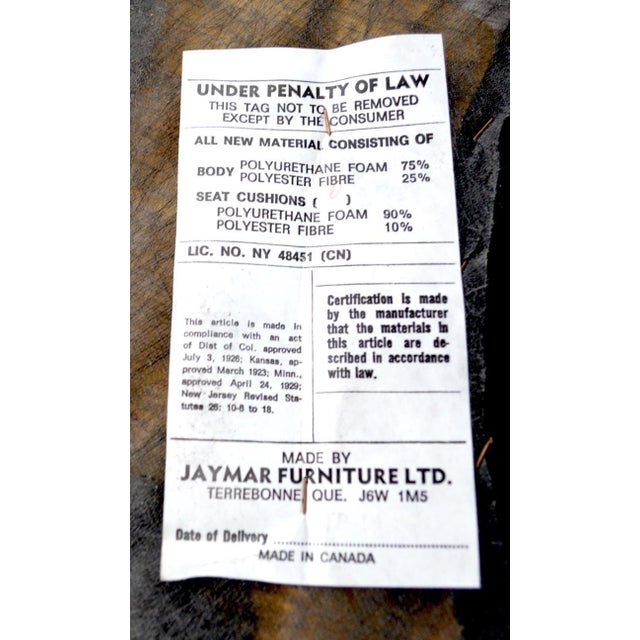 UNDER PENALTY OF LAW
THIS TAG NOT TO BE REMOVED
EXCEPT BY THE CONSUMER
ALL NEW MATERIAL CONSISTING OF
BODY POLYURETHANE FOAM 75%
POLYESTER FIBRE 25%
SEAT CUSHIONS ( )
POLYURETHANE FOAM 90%
POLYESTER FIBRE 10%
LIC. NO. NY 48451 (CN)
This article is made in
compliance with an act
of Dist of Col. approved
July 3, 1926; Kansas, ap-
proved March 1923; Minn.,
approved April 24, 1929;
New Jersey Revised Sta-
tutes 26: 10-6 to 18.
Certification is made
by the manufacturer
that the materials in
this article are de-
scribed in accordance
with law.
MADE BY
JAYMAR FURNITURE LTD.
TERREBONNE QUE. J6W 1M5
Date of Delivery ........................
MADE IN CANADA